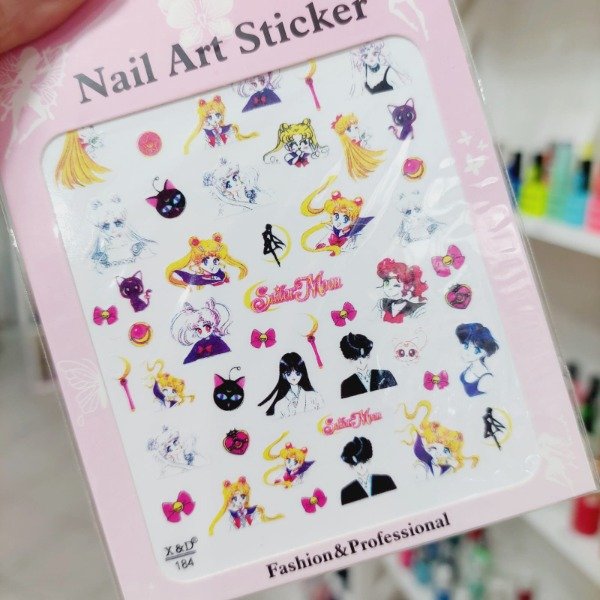 Nail Art Sticker
Sailor Moon
Sailor Moon
X&D®
184
Fashion&Professional